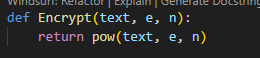 Windsurf: Refactor | Explain | Generate Docstring
def Encrypt(text, e, n):
    return pow(text, e, n)